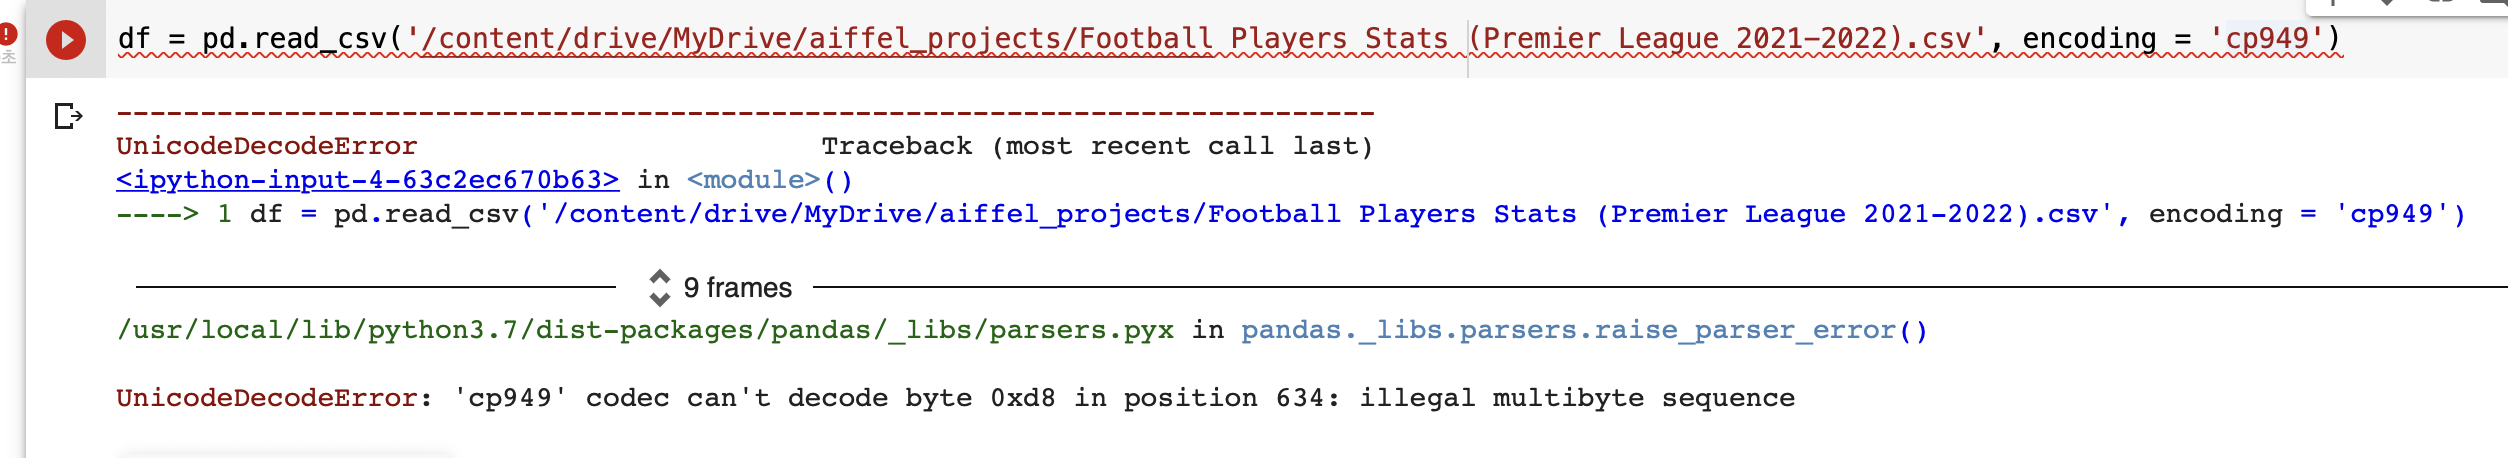 df = pd.read_csv('/content/drive/MyDrive/aiffel_projects/Football Players Stats (Premier League 2021-2022).csv', encoding = 'cp949')
초
---------------------------------------------------------------------------
UnicodeDecodeError                        Traceback (most recent call last)
<ipython-input-4-63c2ec670b63> in <module>()
----> 1 df = pd.read_csv('/content/drive/MyDrive/aiffel_projects/Football Players Stats (Premier League 2021-2022).csv', encoding = 'cp949')
9 frames
/usr/local/lib/python3.7/dist-packages/pandas/_libs/parsers.pyx in pandas._libs.parsers.raise_parser_error()
UnicodeDecodeError: 'cp949' codec can't decode byte 0xd8 in position 634: illegal multibyte sequence